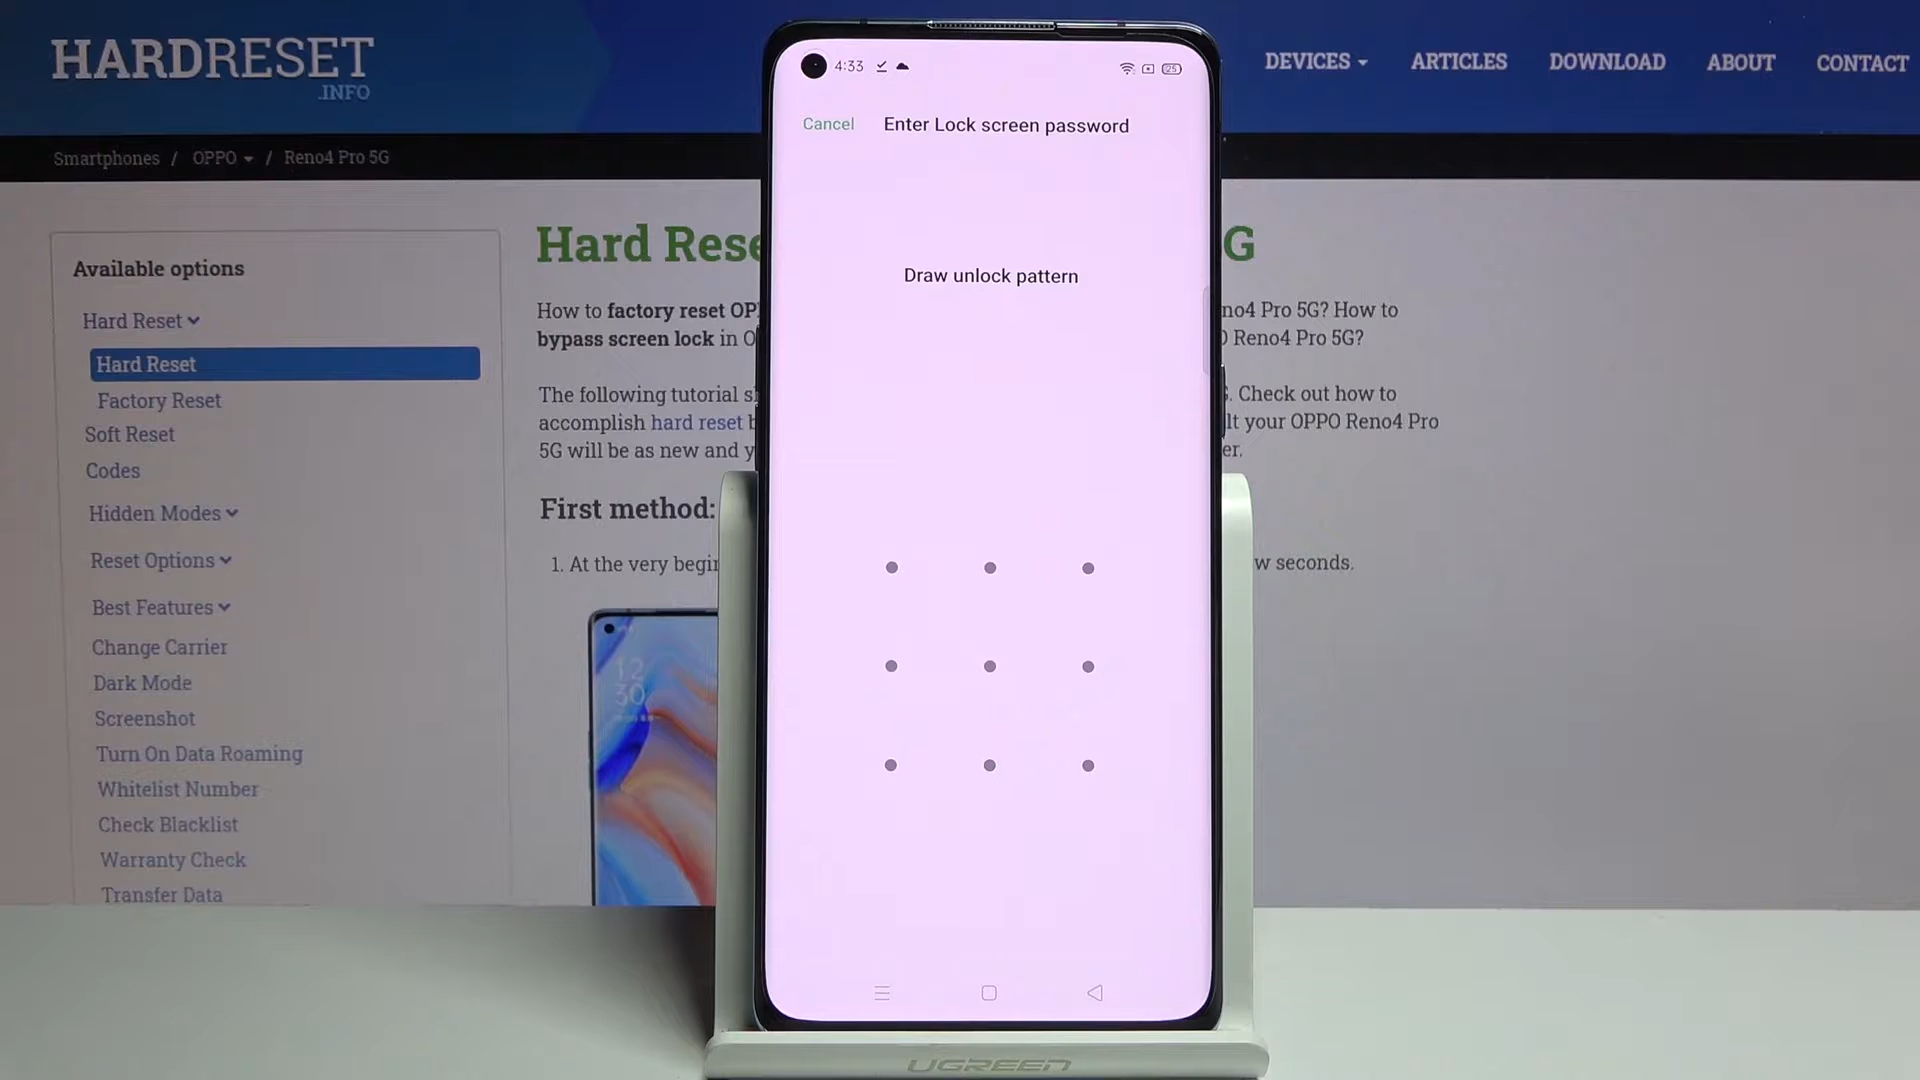 HARDRESET
.INFO
DEVICES
ARTICLES
DOWNLOAD
ABOUT
CONTACT
Smartphones / OPPO / Reno4 Pro 5G
Available options
Hard Reset
Hard Reset
Factory Reset
Soft Reset
Codes
Hidden Modes
Reset Options
Best Features
Change Carrier
Dark Mode
Screenshot
Turn On Data Roaming
Whitelist Number
Check Blacklist
Warranty Check
Transfer Data
Hard Rese G
How to factory reset OP no4 Pro 5G? How to
bypass screen lock in O Reno4 Pro 5G?
The following tutorial s . Check out how to
accomplish hard reset b lt your OPPO Reno4 Pro
5G will be as new and y er.
First method:
1. At the very begin w seconds.
12
30
4:33
25
Cancel
Enter Lock screen password
Draw unlock pattern
UGREEN